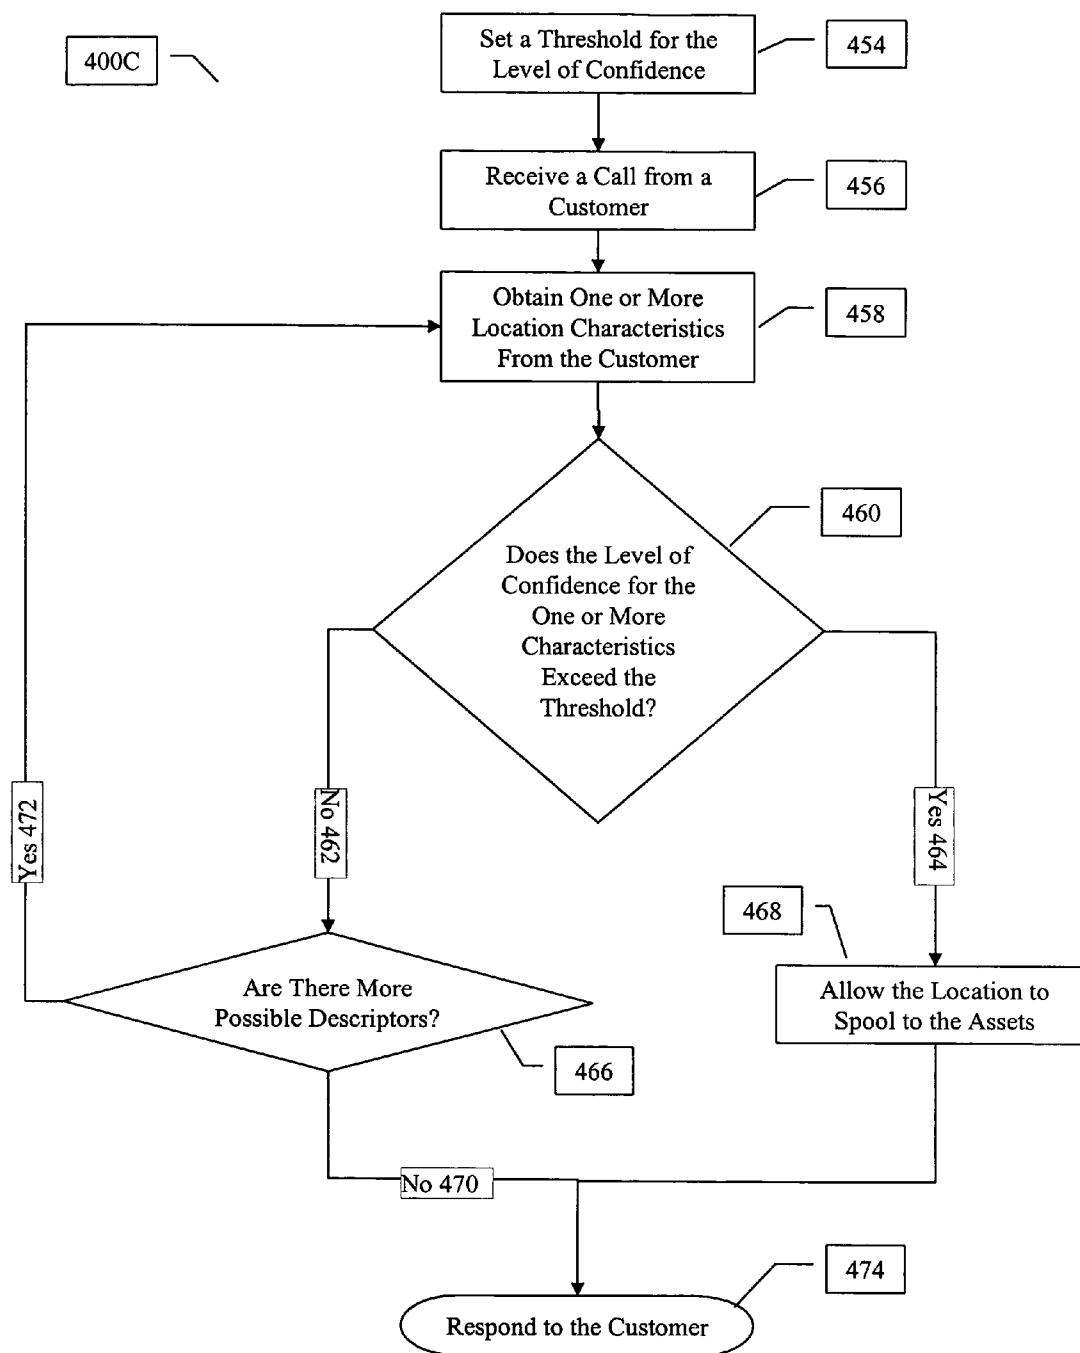 400C
Set a Threshold for the
Level of Confidence
454
Receive a Call from a
Customer
456
Obtain One or More
Location Characteristics
From the Customer
458
460
Does the Level of
Confidence for the
One or More
Characteristics
Exceed the
Threshold?
Yes 472
No 462
Yes 464
468
Are There More
Possible Descriptors?
Allow the Location to
Spool to the Assets
466
No 470
474
Respond to the Customer